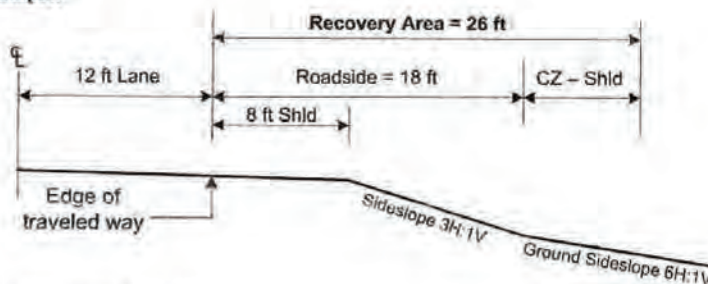 Recovery Area = 26 ft
℄
12 ft Lane
Roadside = 18 ft
CZ – Shld
8 ft Shld
Edge of
traveled way
Sideslope 3H:1V
Ground Sideslope 6H:1V